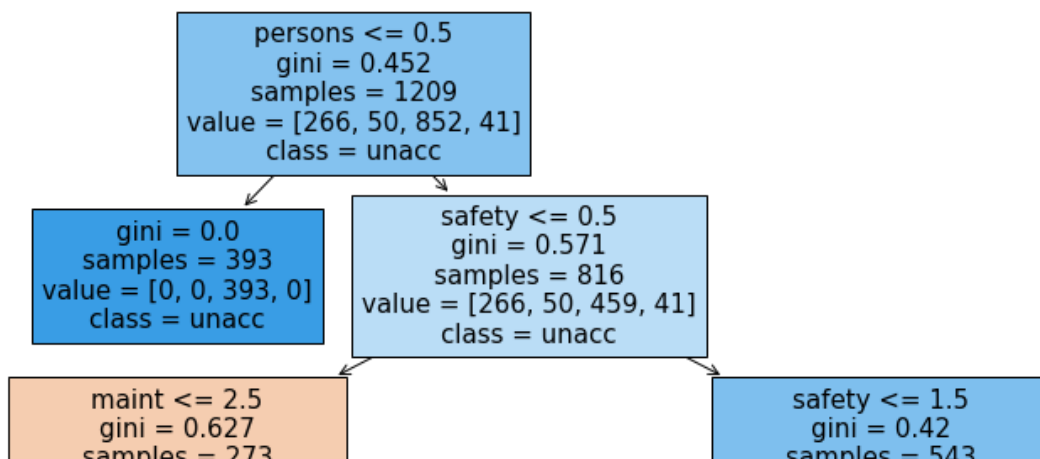 persons <= 0.5
gini = 0.452
samples = 1209
value = [266, 50, 852, 41]
class = unacc
gini = 0.0
samples = 393
value = [0, 0, 393, 0]
class = unacc
safety <= 0.5
gini = 0.571
samples = 816
value = [266, 50, 459, 41]
class = unacc
maint <= 2.5
gini = 0.627
samples = 273
safety <= 1.5
gini = 0.42
samples = 543